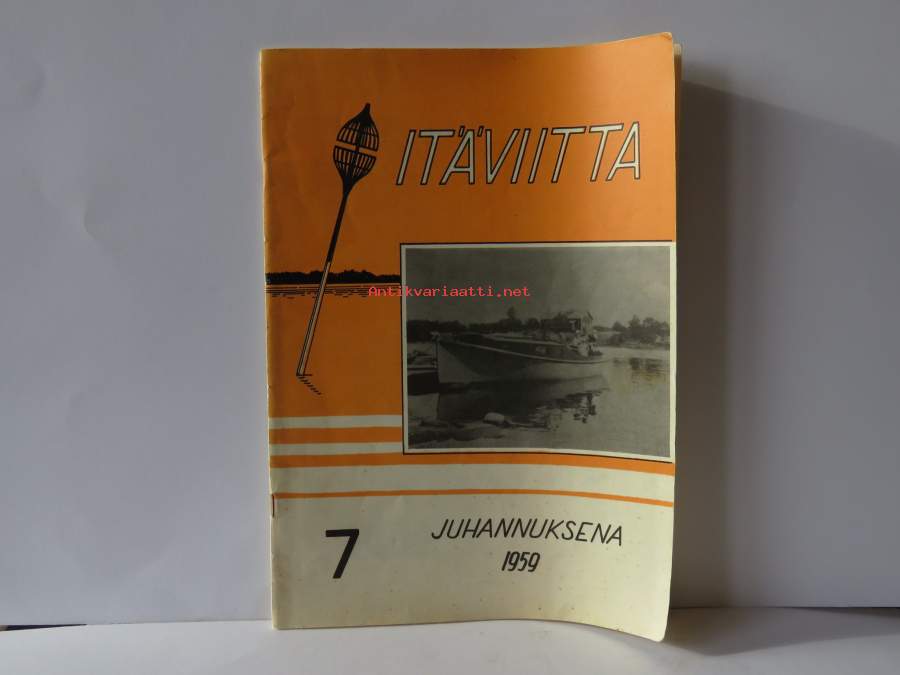 ITÄVIITTA
Antikvariaatti.net
7
JUHANNUKSENA
1959